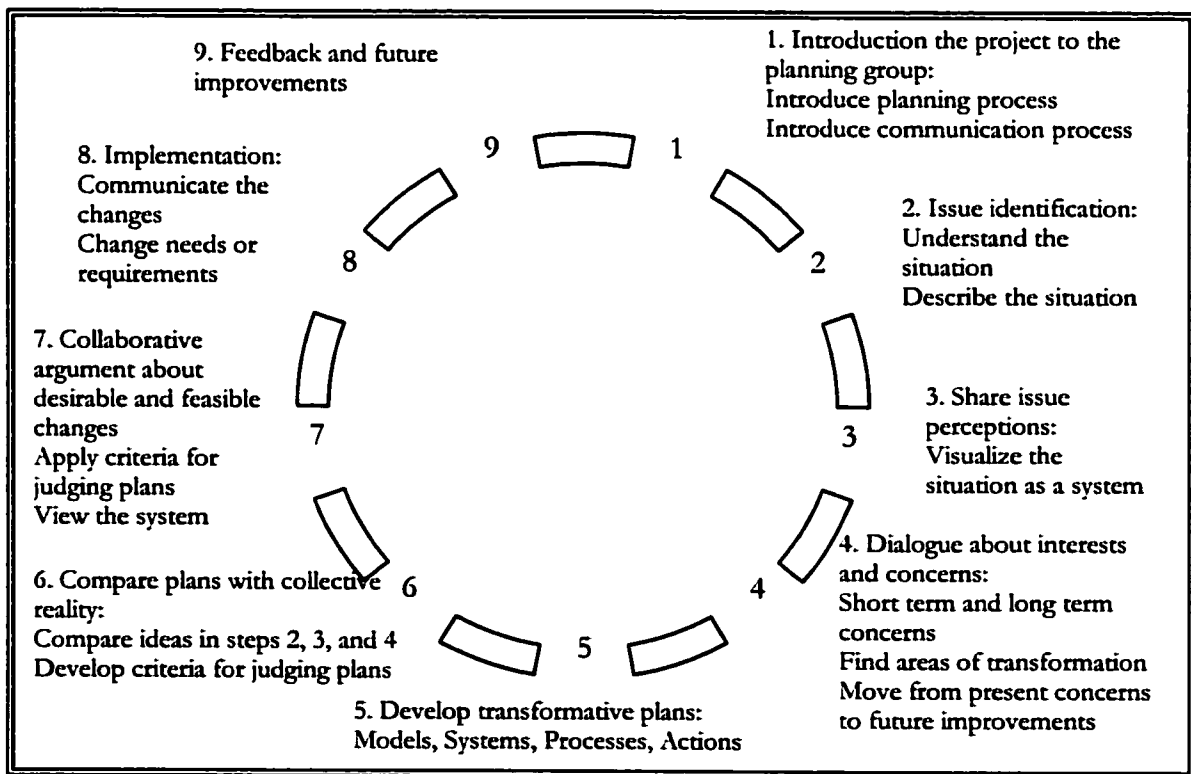 1. Introduction the project to the
planning group:
Introduce planning process
Introduce communication process
2. Issue identification:
Understand the
situation
Describe the situation
3. Share issue
perceptions:
Visualize the
situation as a system
4. Dialogue about interests
and concerns:
Short term and long term
concerns
Find areas of transformation
Move from present concerns
to future improvements
5. Develop transformative plans:
Models, Systems, Processes, Actions
6. Compare plans with collective
reality:
Compare ideas in steps 2, 3, and 4
Develop criteria for judging plans
7. Collaborative
argument about
desirable and feasible
changes
Apply criteria for
judging plans
View the system
8. Implementation:
Communicate the
changes
Change needs or
requirements
9. Feedback and future
improvements
1
2
3
4
5
6
7
8
9